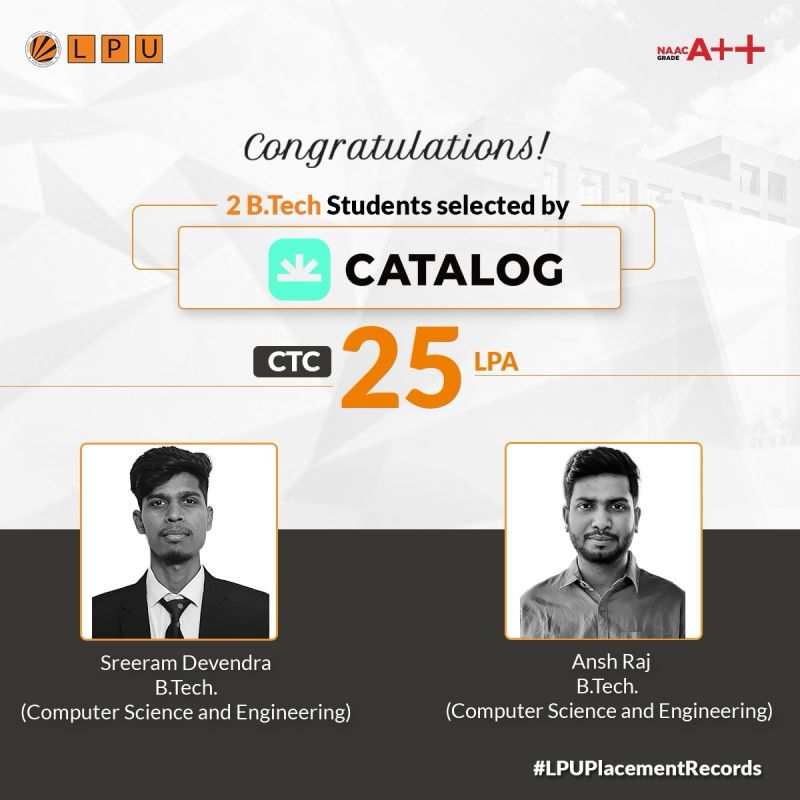 LPU
NAAC GRADE A++
Congratulations!
2 B.Tech Students selected by
CATALOG
CTC 25 LPA
Sreeram Devendra
B.Tech.
(Computer Science and Engineering)
Ansh Raj
B.Tech.
(Computer Science and Engineering)
#LPUPlacementRecords